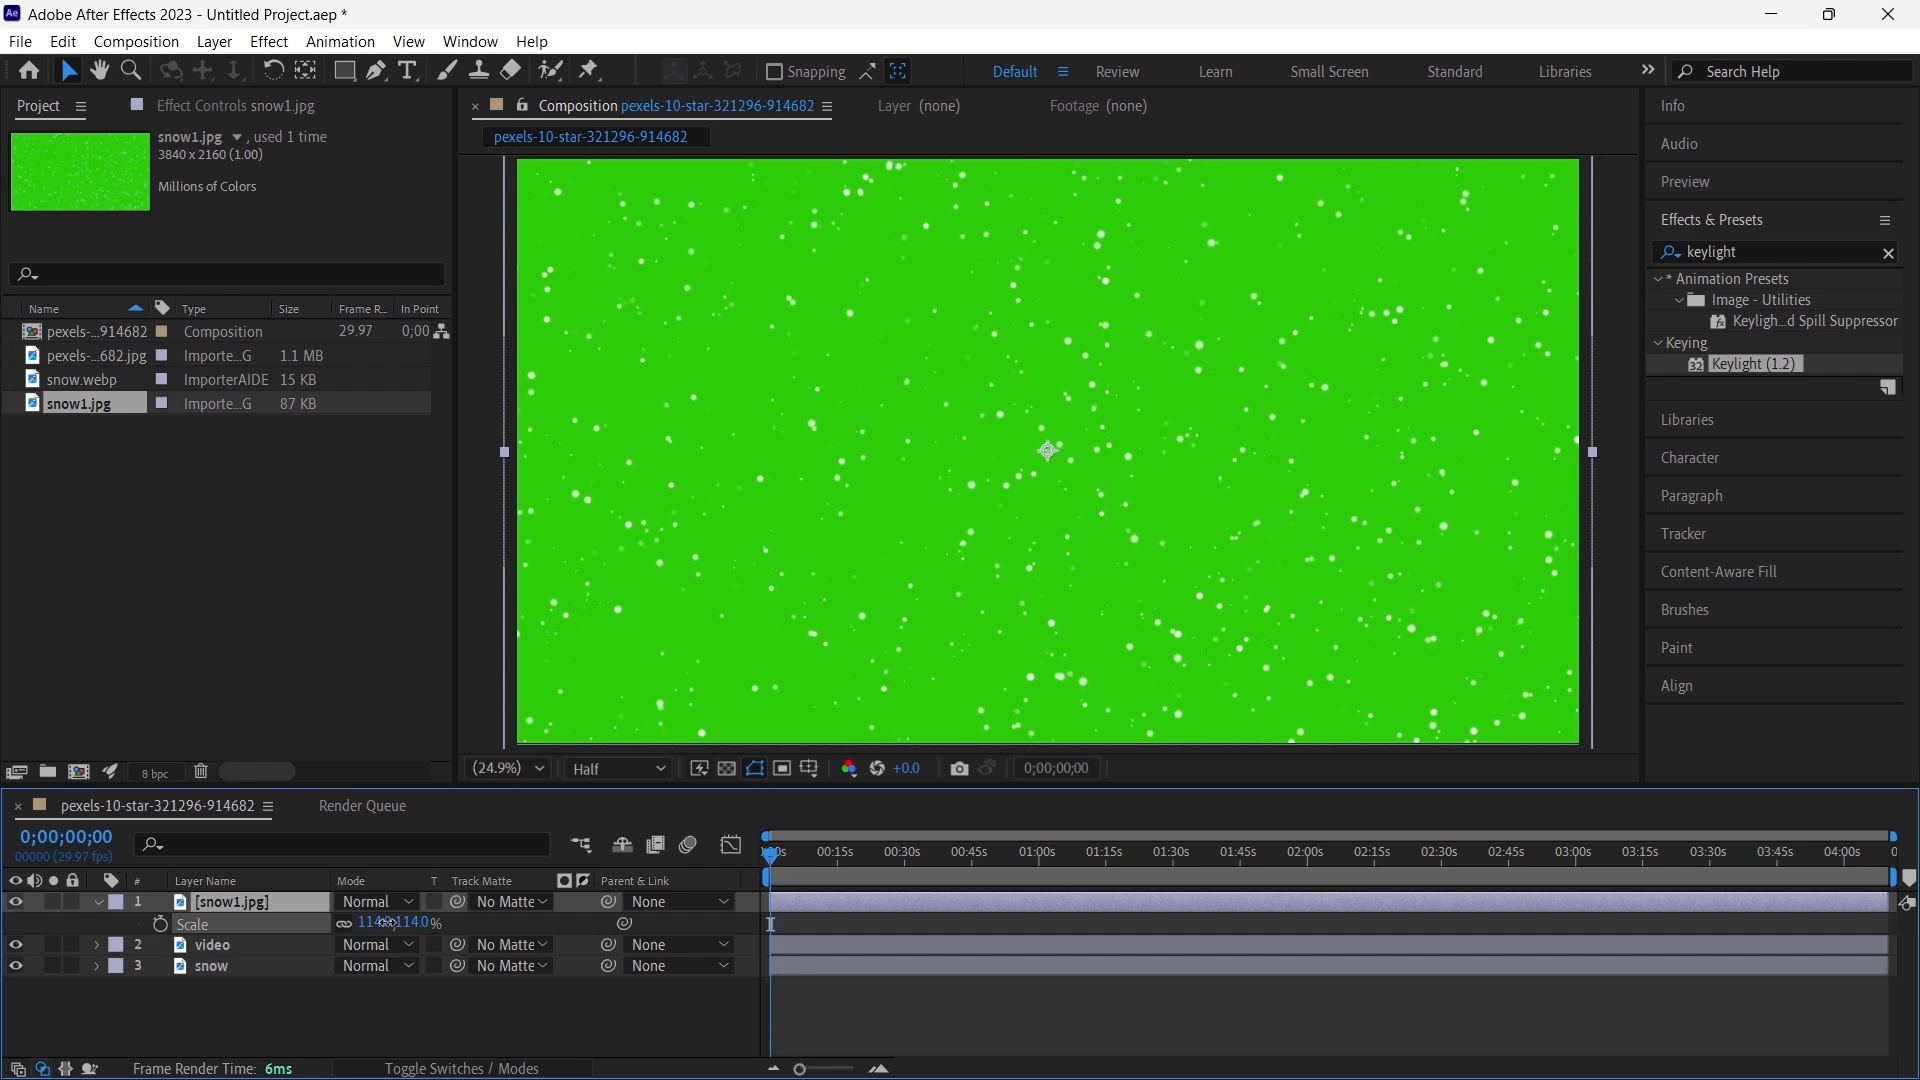 Adobe After Effects 2023 - Untitled Project.aep *
File Edit Composition Layer Effect Animation View Window Help
Snapping Default Review Learn Small Screen Standard Libraries Search Help
Project Effect Controls snow1.jpg
snow1.jpg , used 1 time
3840 x 2160 (1.00)
Millions of Colors
Name Type Size Frame R... In Point
pexels-...914682 Composition 29.97 0;00
pexels-...682.jpg Importe...G 1.1 MB
snow.webp ImporterAIDE 15 KB
snow1.jpg Importe...G 87 KB
8 bpc
Composition pexels-10-star-321296-914682 Layer (none) Footage (none)
pexels-10-star-321296-914682
(24.9%) Half +0.0 0;00;00;00
Info
Audio
Preview
Effects & Presets
keylight
* Animation Presets
Image - Utilities
Keyligh...d Spill Suppressor
Keying
32 Keylight (1.2)
Libraries
Character
Paragraph
Tracker
Content-Aware Fill
Brushes
Paint
Align
pexels-10-star-321296-914682 Render Queue
0;00;00;00
00000 (29.97 fps)
00:15s 00:30s 00:45s 01:00s 01:15s 01:30s 01:45s 02:00s 02:15s 02:30s 02:45s 03:00s 03:15s 03:30s 03:45s 04:00s
# Layer Name Mode T Track Matte Parent & Link
1 [snow1.jpg] Normal No Matte None
Scale 114.0,114.0%
2 video Normal No Matte None
3 snow Normal No Matte None
Frame Render Time: 6ms Toggle Switches / Modes